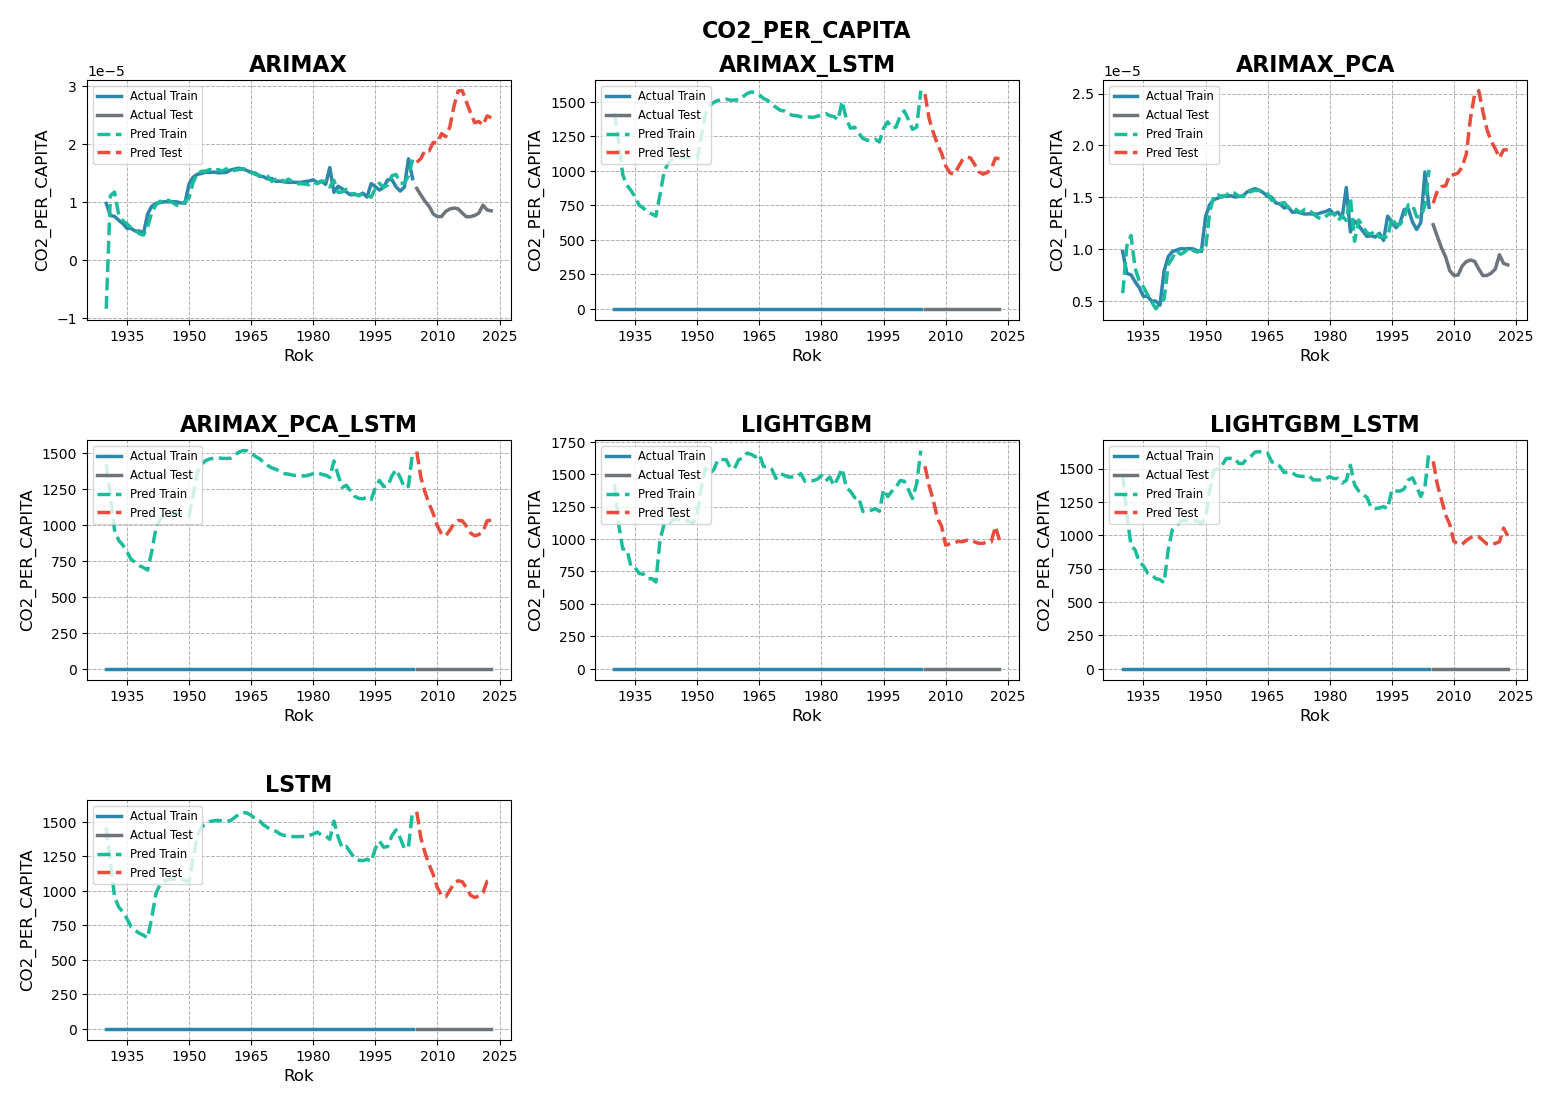 CO2_PER_CAPITA
ARIMAX
1e−5
3
2
1
0
−1
CO2_PER_CAPITA
Actual Train
Actual Test
Pred Train
Pred Test
1935 1950 1965 1980 1995 2010 2025
Rok
ARIMAX_LSTM
1500
1250
1000
750
500
250
0
CO2_PER_CAPITA
Actual Train
Actual Test
Pred Train
Pred Test
1935 1950 1965 1980 1995 2010 2025
Rok
ARIMAX_PCA
1e−5
2.5
2.0
1.5
1.0
0.5
CO2_PER_CAPITA
Actual Train
Actual Test
Pred Train
Pred Test
1935 1950 1965 1980 1995 2010 2025
Rok
ARIMAX_PCA_LSTM
1500
1250
1000
750
500
250
0
CO2_PER_CAPITA
Actual Train
Actual Test
Pred Train
Pred Test
1935 1950 1965 1980 1995 2010 2025
Rok
LIGHTGBM
1750
1500
1250
1000
750
500
250
0
CO2_PER_CAPITA
Actual Train
Actual Test
Pred Train
Pred Test
1935 1950 1965 1980 1995 2010 2025
Rok
LIGHTGBM_LSTM
1500
1250
1000
750
500
250
0
CO2_PER_CAPITA
Actual Train
Actual Test
Pred Train
Pred Test
1935 1950 1965 1980 1995 2010 2025
Rok
LSTM
1500
1250
1000
750
500
250
0
CO2_PER_CAPITA
Actual Train
Actual Test
Pred Train
Pred Test
1935 1950 1965 1980 1995 2010 2025
Rok